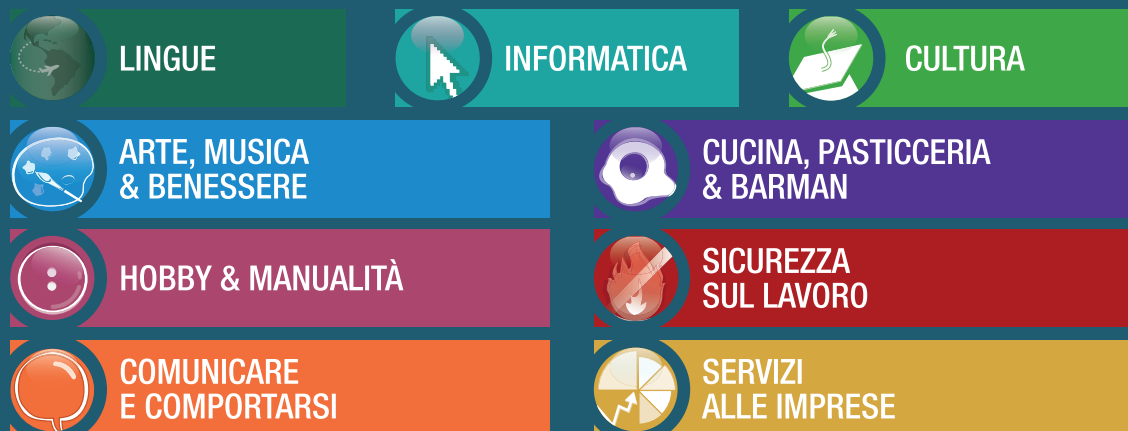 LINGUE
INFORMATICA
CULTURA
ARTE, MUSICA
& BENESSERE
CUCINA, PASTICCERIA
& BARMAN
HOBBY & MANUALITÀ
SICUREZZA
SUL LAVORO
COMUNICARE
E COMPORTARSI
SERVIZI
ALLE IMPRESE